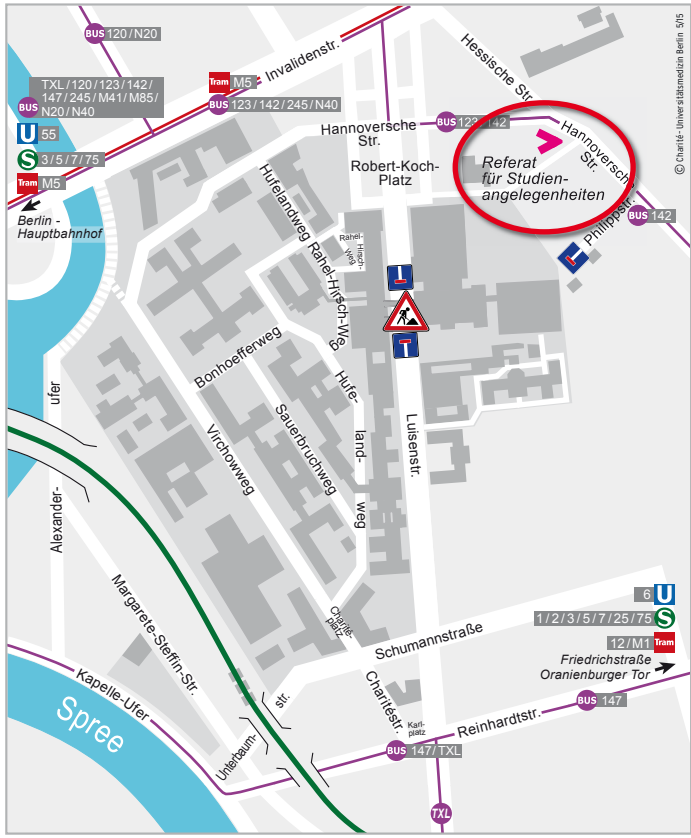 BUS 120/N20
TXL/120/123/142/
147/245/M41/M85/
N20/N40
BUS
U 55
S 3/5/7/75
Tram M5
Berlin -
Hauptbahnhof
Tram M5
BUS 123/142/245/N40
Invalidenstr.
Hessische Str.
© Charité - Universitätsmedizin Berlin 5/15
Hannoversche
Str.
BUS 123/142
Hannoversche
Str.
Robert-Koch-
Platz
Referat
für Studien-
angelegenheiten
BUS 142
Philippstr.
Hufelandweg
Rahel-Hirsch-Weg
Rahel-
Hirsch-
Weg
Bonhoefferweg
Hufe-
land-
weg
Sauerbruchweg
Virchowweg
Luisenstr.
Alexander-
ufer
Margarete-Steffin-Str.
Charité-
platz
Schumannstraße
6 U
1/2/3/5/7/25/75 S
12/M1 Tram
Friedrichstraße
Oranienburger Tor
Kapelle-Ufer
Spree
Unterbaum-
str.
Charitéstr.
Karl-
platz
Reinhardtstr.
BUS 147
BUS 147/TXL
TXL